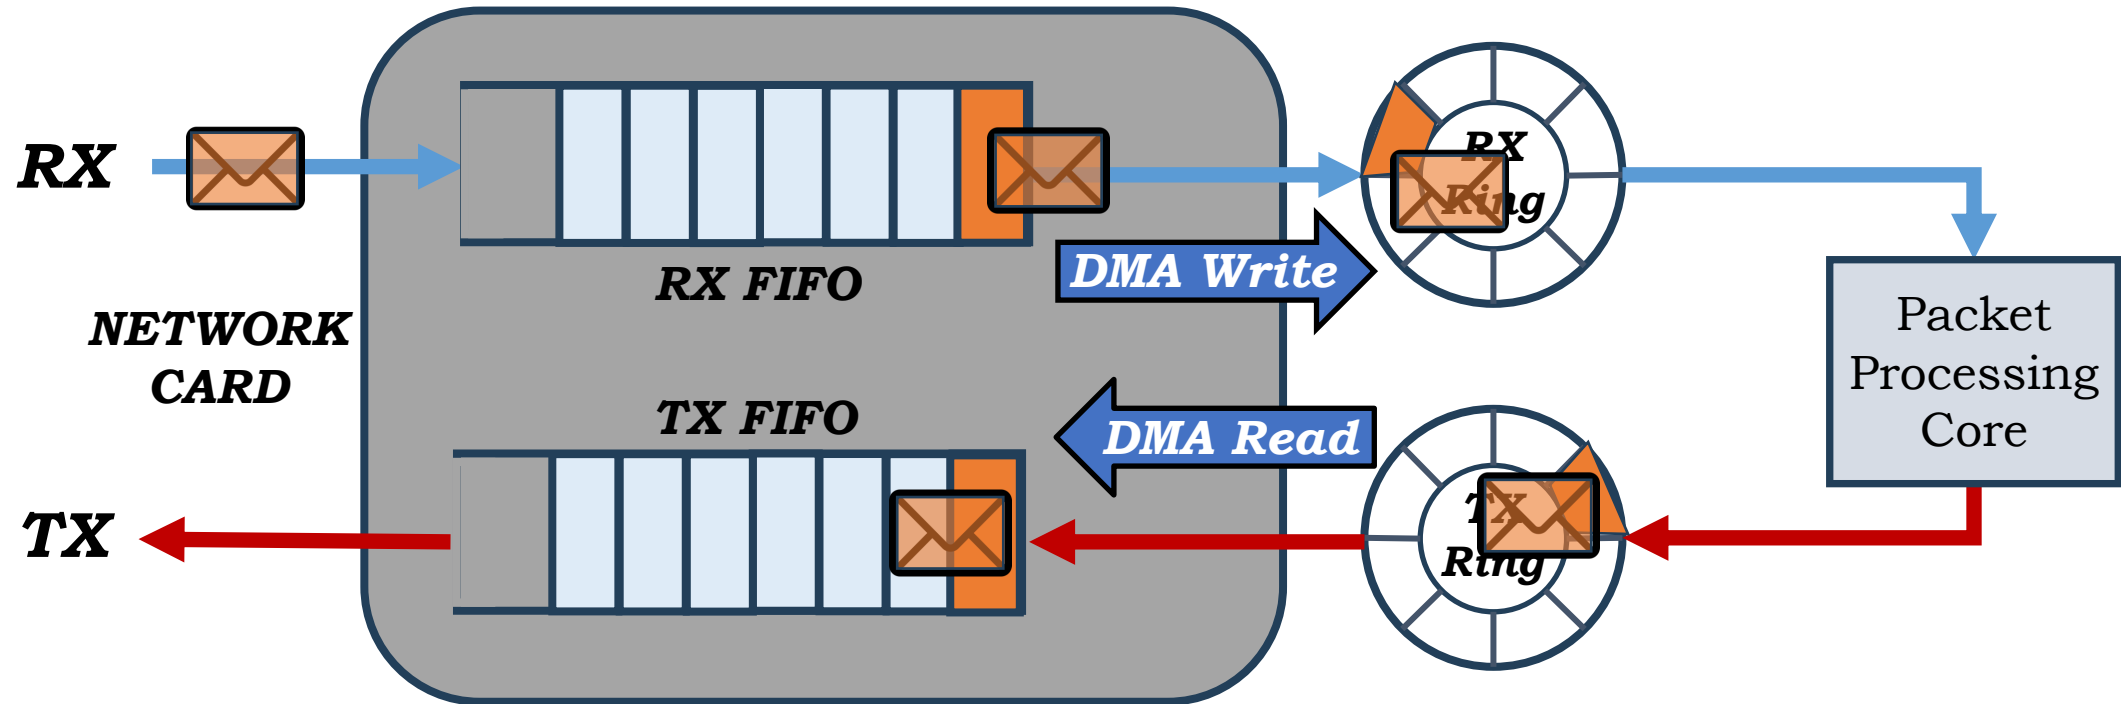 RX
RX FIFO
DMA Write
RX
Ring
NETWORK
CARD
Packet
Processing
Core
TX FIFO
DMA Read
TX
TX
Ring